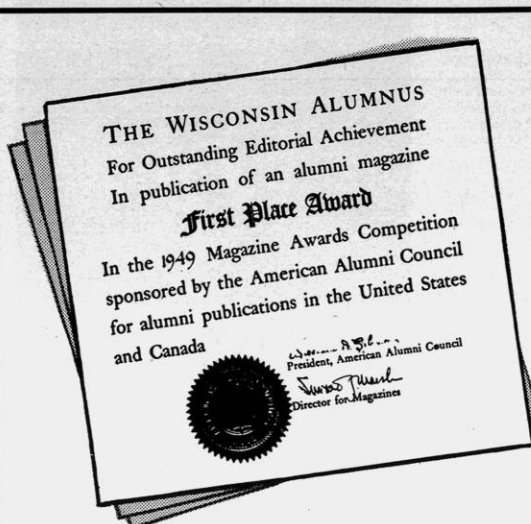 THE WISCONSIN ALUMNUS
For Outstanding Editorial Achievement
In publication of an alumni magazine
First Place Award
In the 1949 Magazine Awards Competition
sponsored by the American Alumni Council
for alumni publications in the United States
and Canada
President, American Alumni Council
Director for Magazines